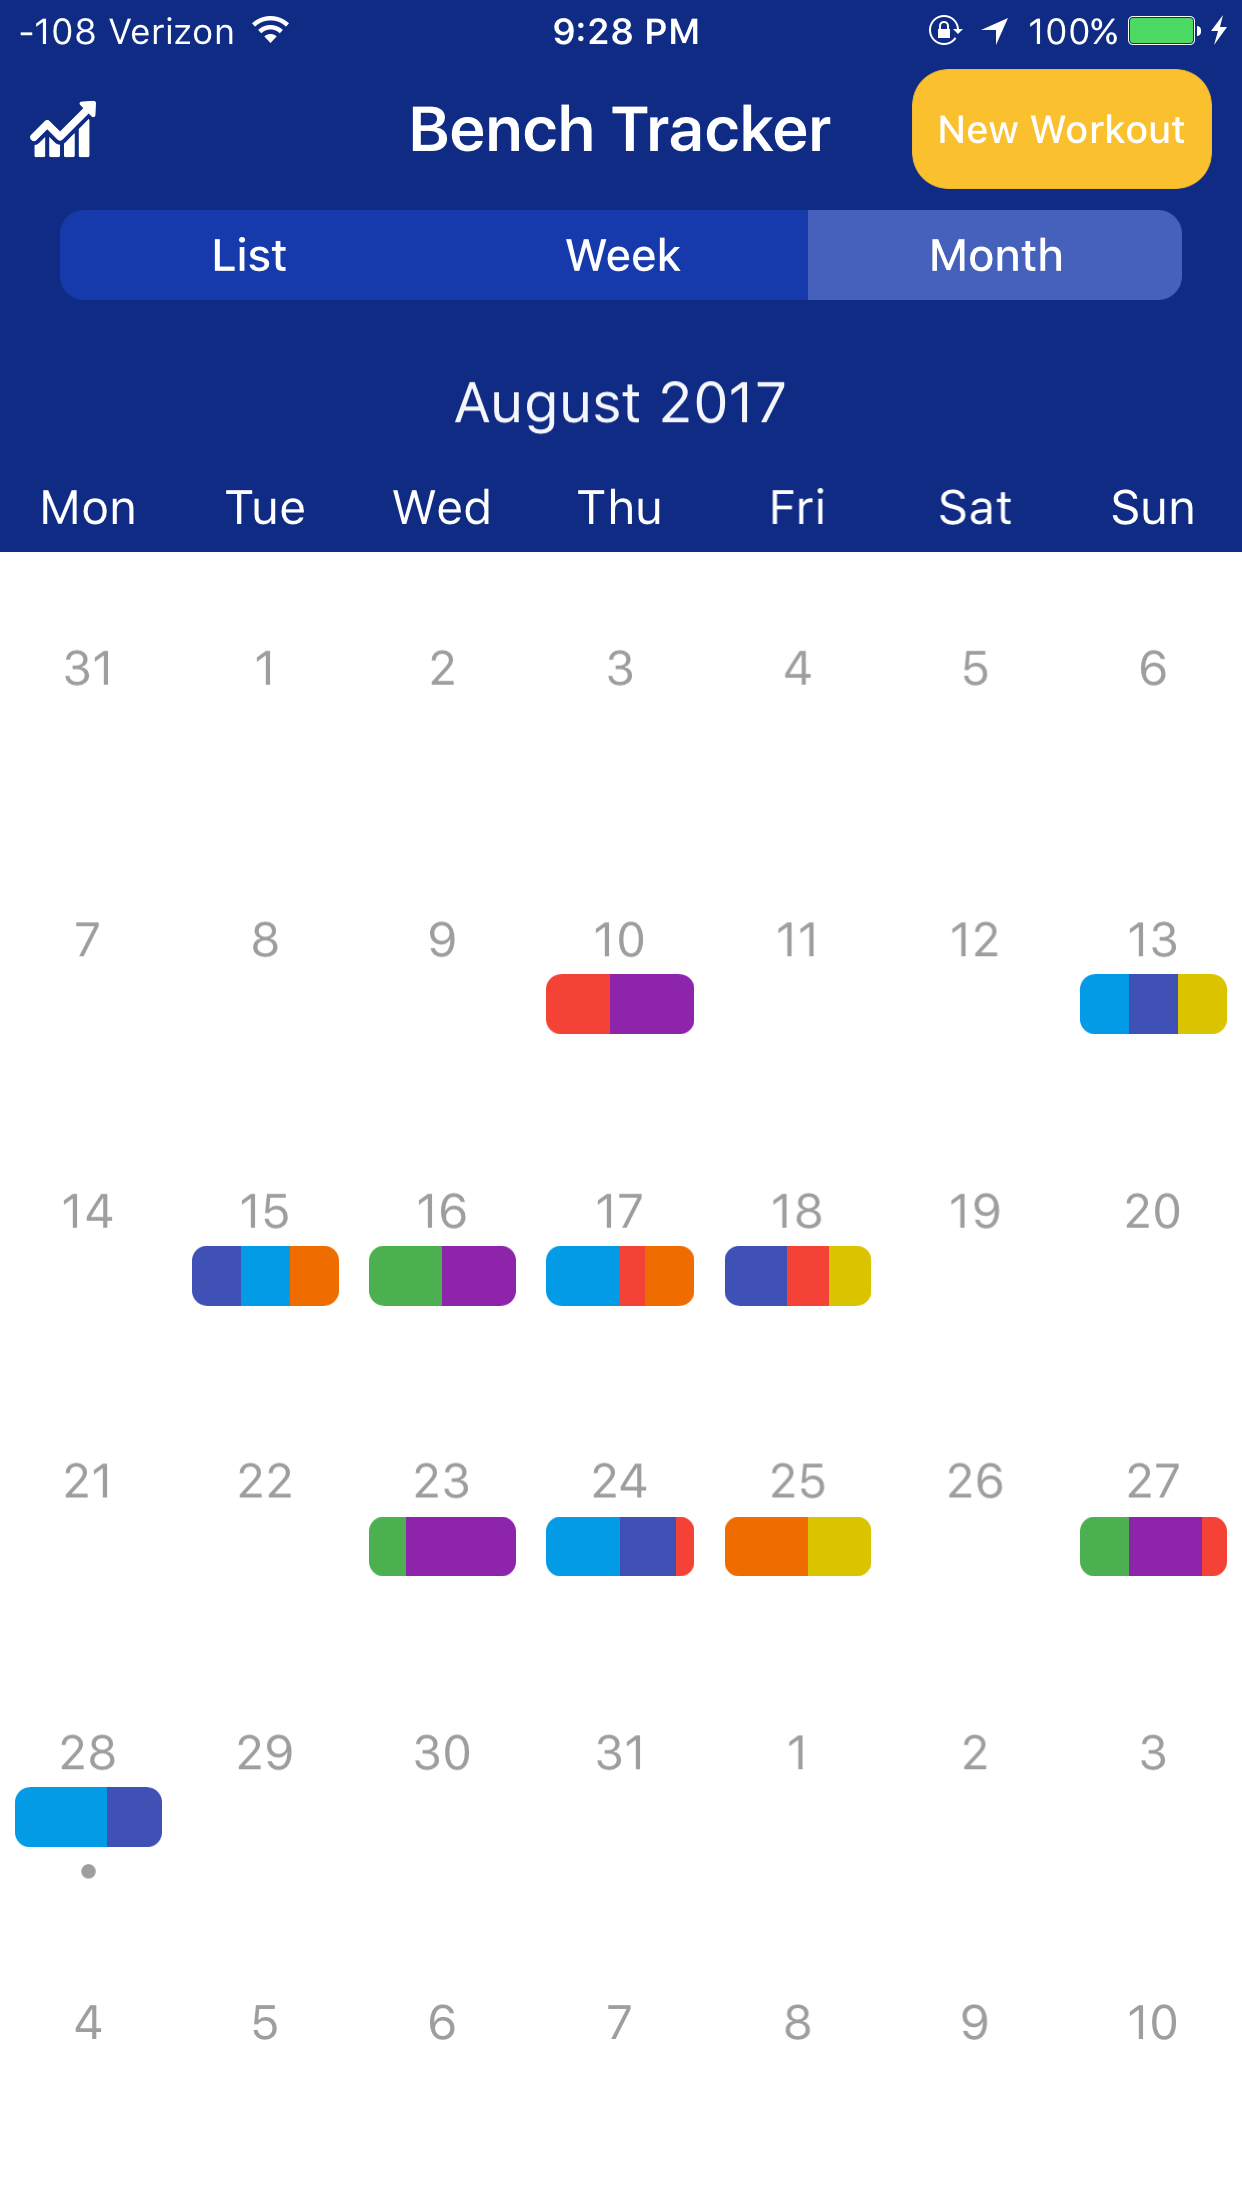 -108 Verizon 9:28 PM 100%
Bench Tracker New Workout
List Week Month
August 2017
Mon Tue Wed Thu Fri Sat Sun
31 1 2 3 4 5 6
7 8 9 10 11 12 13
14 15 16 17 18 19 20
21 22 23 24 25 26 27
28 29 30 31 1 2 3
4 5 6 7 8 9 10